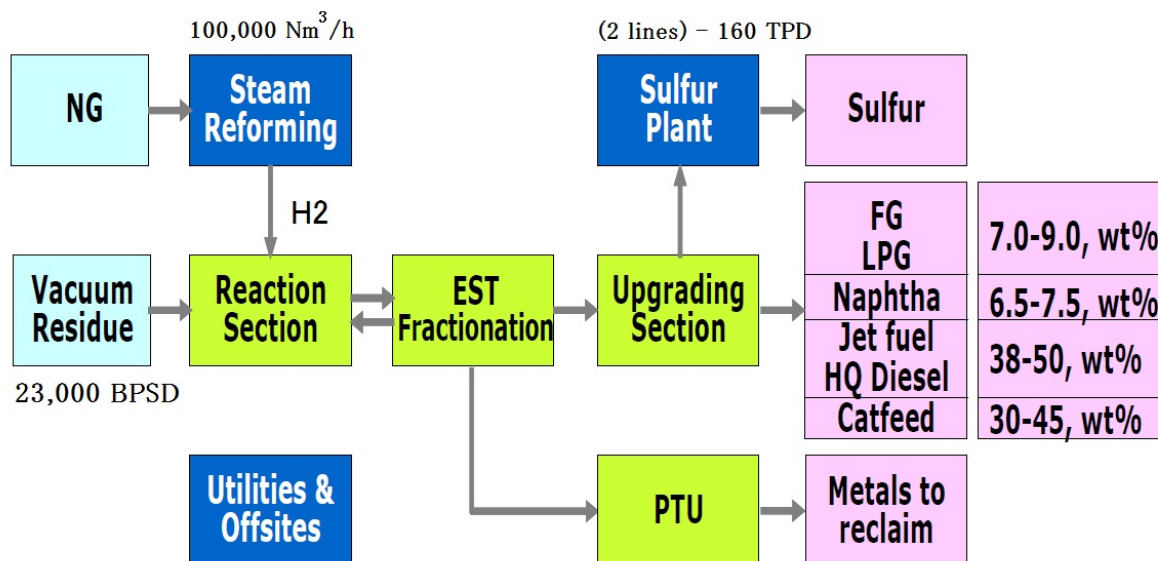 100,000 Nm³/h
(2 lines) – 160 TPD
NG
Steam
Reforming
Sulfur
Plant
Sulfur
H2
FG
LPG
7.0-9.0, wt%
Vacuum
Residue
Reaction
Section
EST
Fractionation
Upgrading
Section
Naphtha
6.5-7.5, wt%
Jet fuel
HQ Diesel
38-50, wt%
Catfeed
30-45, wt%
23,000 BPSD
Utilities &
Offsites
PTU
Metals to
reclaim